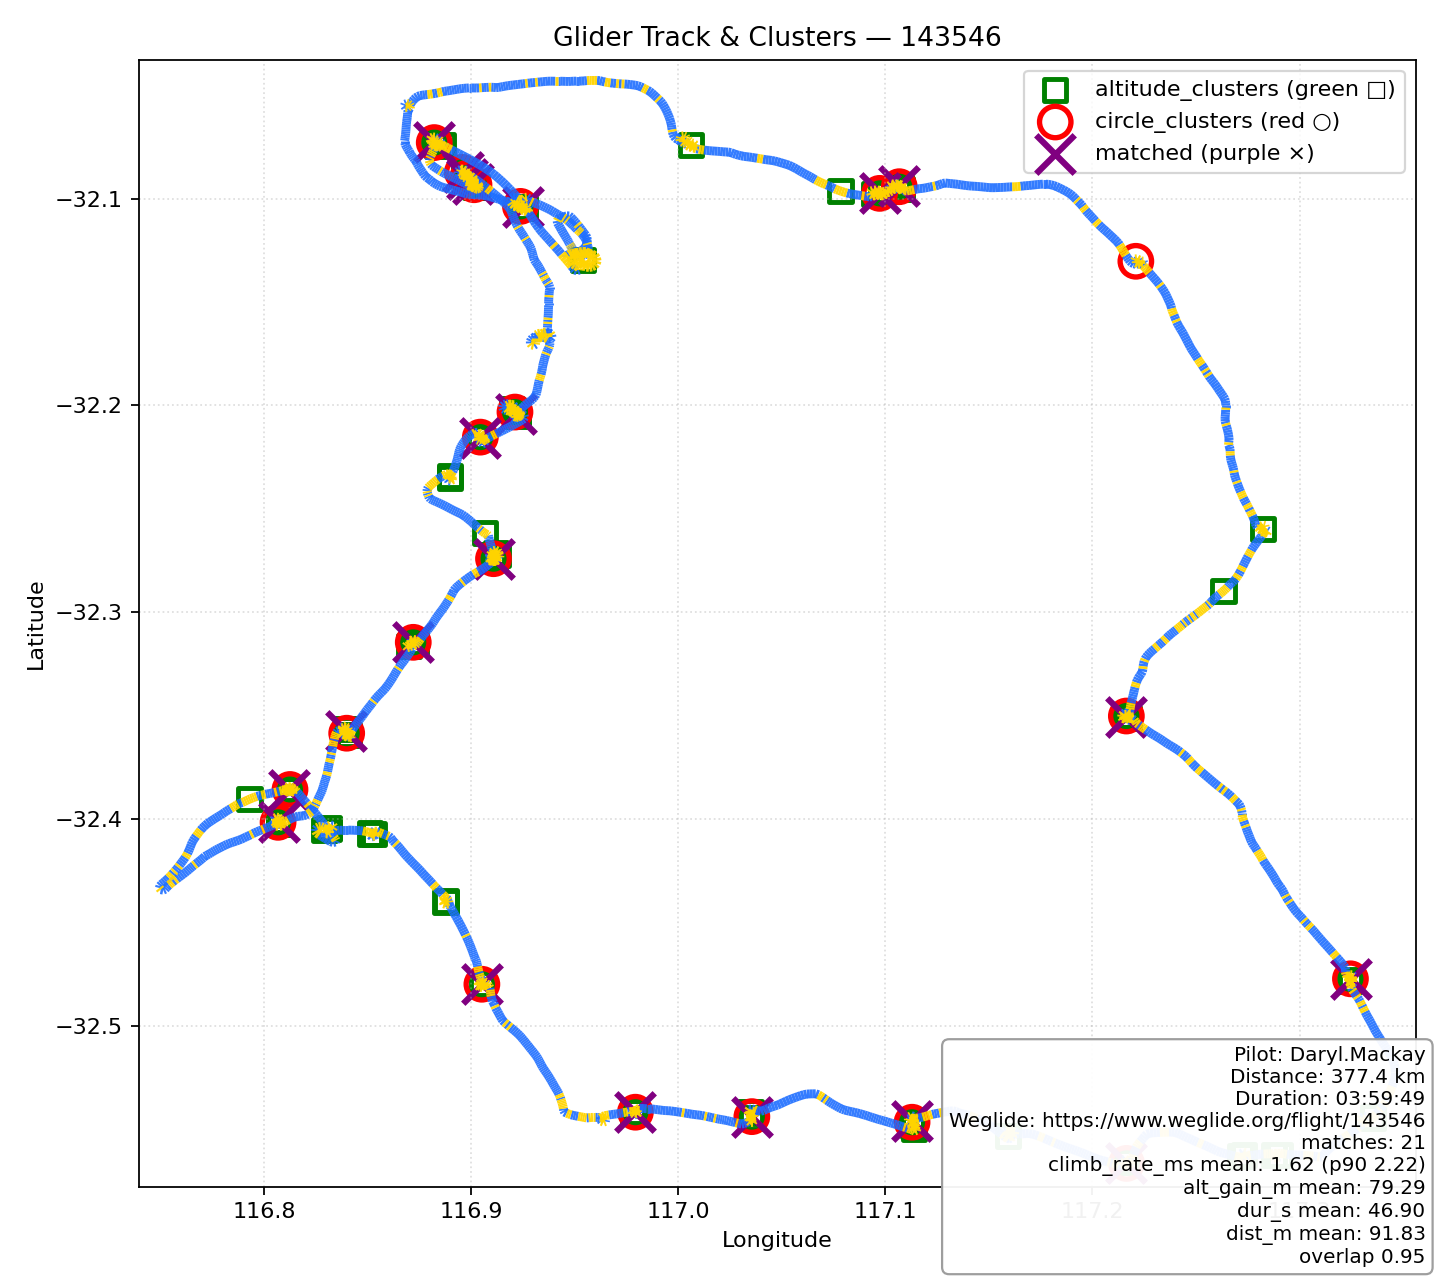 Glider Track & Clusters — 143546
altitude_clusters (green □)
circle_clusters (red ○)
matched (purple ×)
−32.1
−32.2
−32.3
−32.4
−32.5
Latitude
116.8
116.9
117.0
117.1
117.2
Longitude
Pilot: Daryl.Mackay
Distance: 377.4 km
Duration: 03:59:49
Weglide: https://www.weglide.org/flight/143546
matches: 21
climb_rate_ms mean: 1.62 (p90 2.22)
alt_gain_m mean: 79.29
dur_s mean: 46.90
dist_m mean: 91.83
overlap 0.95